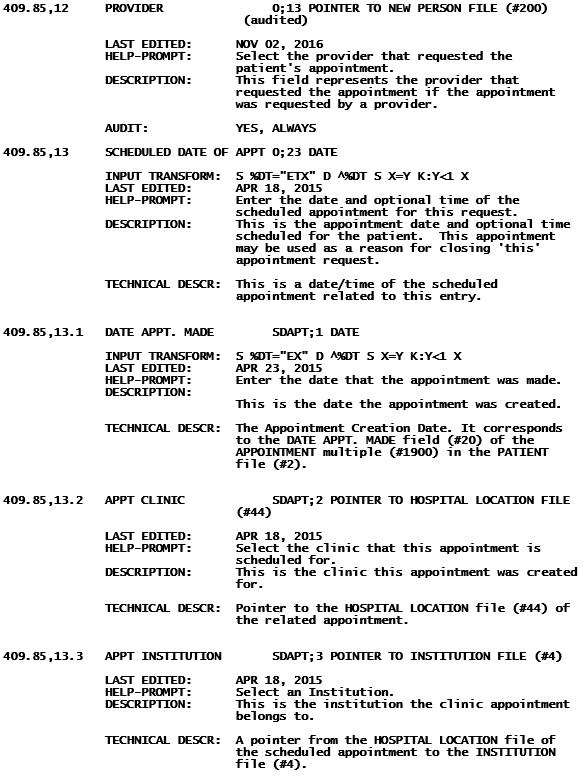 409.85,12 PROVIDER 0;13 POINTER TO NEW PERSON FILE (#200)
(audited)
LAST EDITED: NOV 02, 2016
HELP-PROMPT: Select the provider that requested the
patient's appointment.
DESCRIPTION: This field represents the provider that
requested the appointment if the appointment
was requested by a provider.
AUDIT: YES, ALWAYS
409.85,13 SCHEDULED DATE OF APPT 0;23 DATE
INPUT TRANSFORM: S %DT="ETX" D ^%DT S X=Y K:Y<1 X
LAST EDITED: APR 18, 2015
HELP-PROMPT: Enter the date and optional time of the
scheduled appointment for this request.
DESCRIPTION: This is the appointment date and optional time
scheduled for the patient. This appointment
may be used as a reason for closing 'this'
appointment request.
TECHNICAL DESCR: This is a date/time of the scheduled
appointment related to this entry.
409.85,13.1 DATE APPT. MADE SDAPT;1 DATE
INPUT TRANSFORM: S %DT="EX" D ^%DT S X=Y K:Y<1 X
LAST EDITED: APR 23, 2015
HELP-PROMPT: Enter the date that the appointment was made.
DESCRIPTION:
This is the date the appointment was created.
TECHNICAL DESCR: The Appointment Creation Date. It corresponds
to the DATE APPT. MADE field (#20) of the
APPOINTMENT multiple (#1900) in the PATIENT
file (#2).
409.85,13.2 APPT CLINIC SDAPT;2 POINTER TO HOSPITAL LOCATION FILE
(#44)
LAST EDITED: APR 18, 2015
HELP-PROMPT: Select the clinic that this appointment is
scheduled for.
DESCRIPTION: This is the clinic this appointment was created
for.
TECHNICAL DESCR: Pointer to the HOSPITAL LOCATION file (#44) of
the related appointment.
409.85,13.3 APPT INSTITUTION SDAPT;3 POINTER TO INSTITUTION FILE (#4)
LAST EDITED: APR 18, 2015
HELP-PROMPT: Select an Institution.
DESCRIPTION: This is the institution the clinic appointment
belongs to.
TECHNICAL DESCR: A pointer from the HOSPITAL LOCATION file of
the scheduled appointment to the INSTITUTION
file (#4).